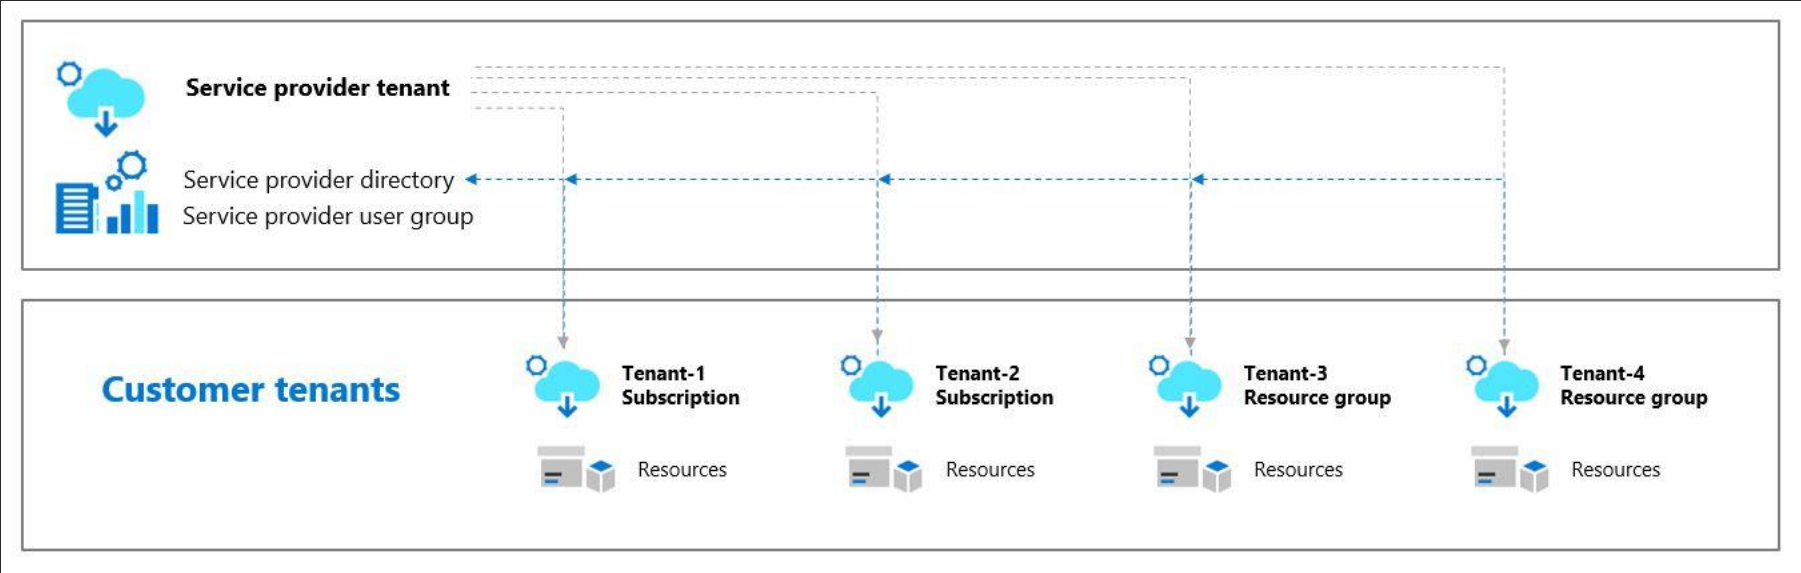 Service provider tenant
Service provider directory
Service provider user group
Customer tenants
Tenant-1
Subscription
Resources
Tenant-2
Subscription
Resources
Tenant-3
Resource group
Resources
Tenant-4
Resource group
Resources